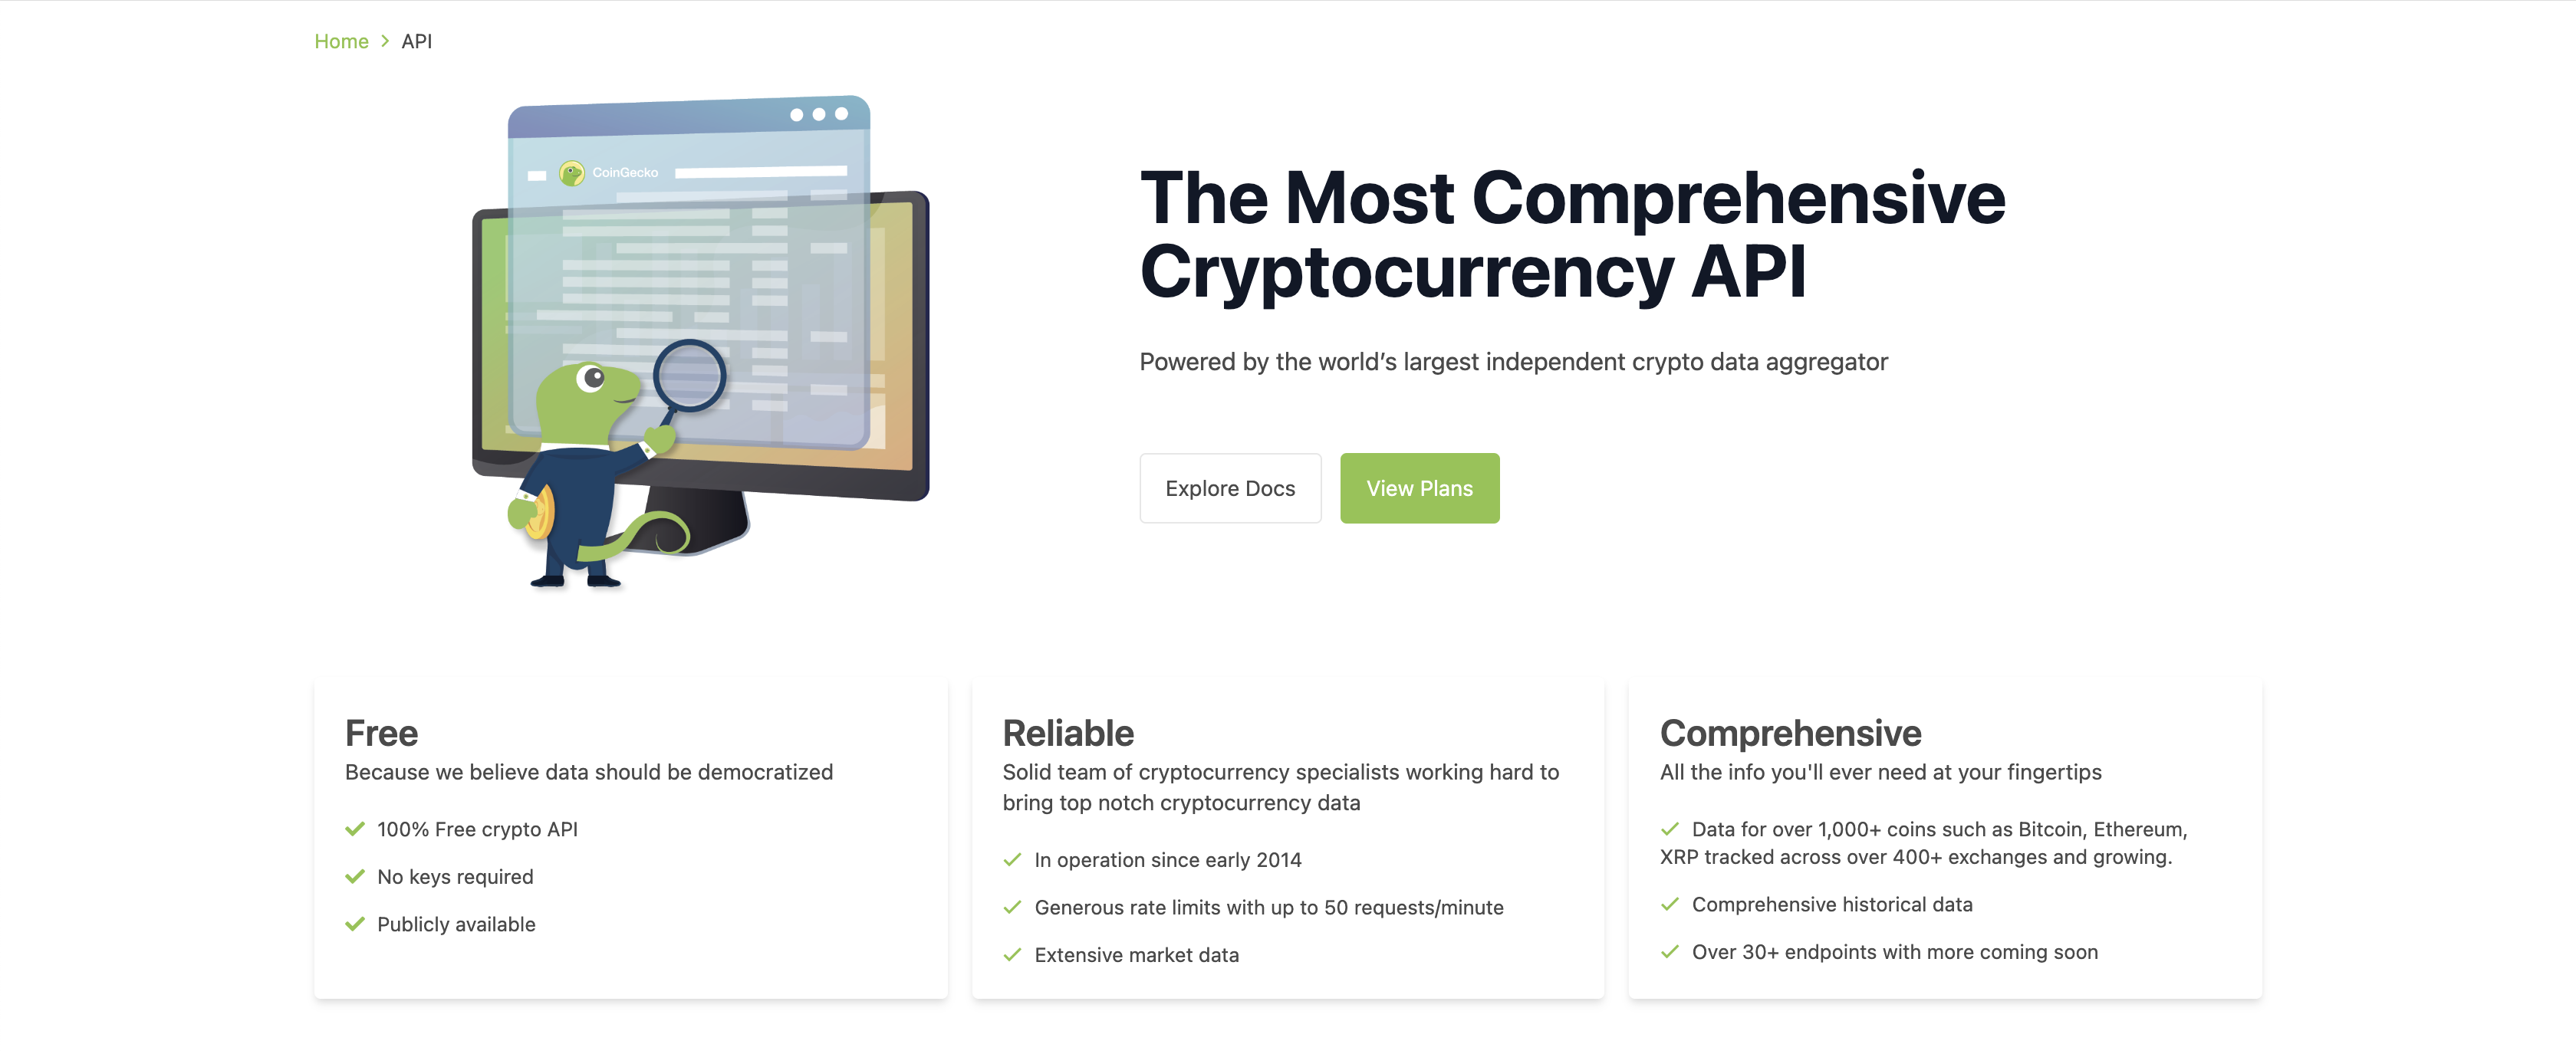 Home > API
CoinGecko
The Most Comprehensive
Cryptocurrency API
Powered by the world’s largest independent crypto data aggregator
Explore Docs
View Plans
Free
Because we believe data should be democratized
100% Free crypto API
No keys required
Publicly available
Reliable
Solid team of cryptocurrency specialists working hard to
bring top notch cryptocurrency data
In operation since early 2014
Generous rate limits with up to 50 requests/minute
Extensive market data
Comprehensive
All the info you'll ever need at your fingertips
Data for over 1,000+ coins such as Bitcoin, Ethereum,
XRP tracked across over 400+ exchanges and growing.
Comprehensive historical data
Over 30+ endpoints with more coming soon